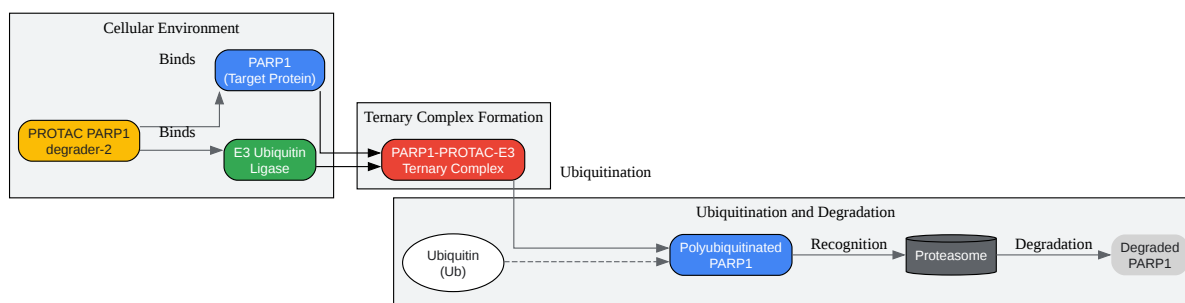 Cellular Environment
Binds
PARP1
(Target Protein)
PROTAC PARP1
degrader-2
Binds
E3 Ubiquitin
Ligase
Ternary Complex Formation
PARP1-PROTAC-E3
Ternary Complex
Ubiquitination
Ubiquitination and Degradation
Ubiquitin
(Ub)
Polyubiquitinated
PARP1
Recognition
Proteasome
Degradation
Degraded
PARP1